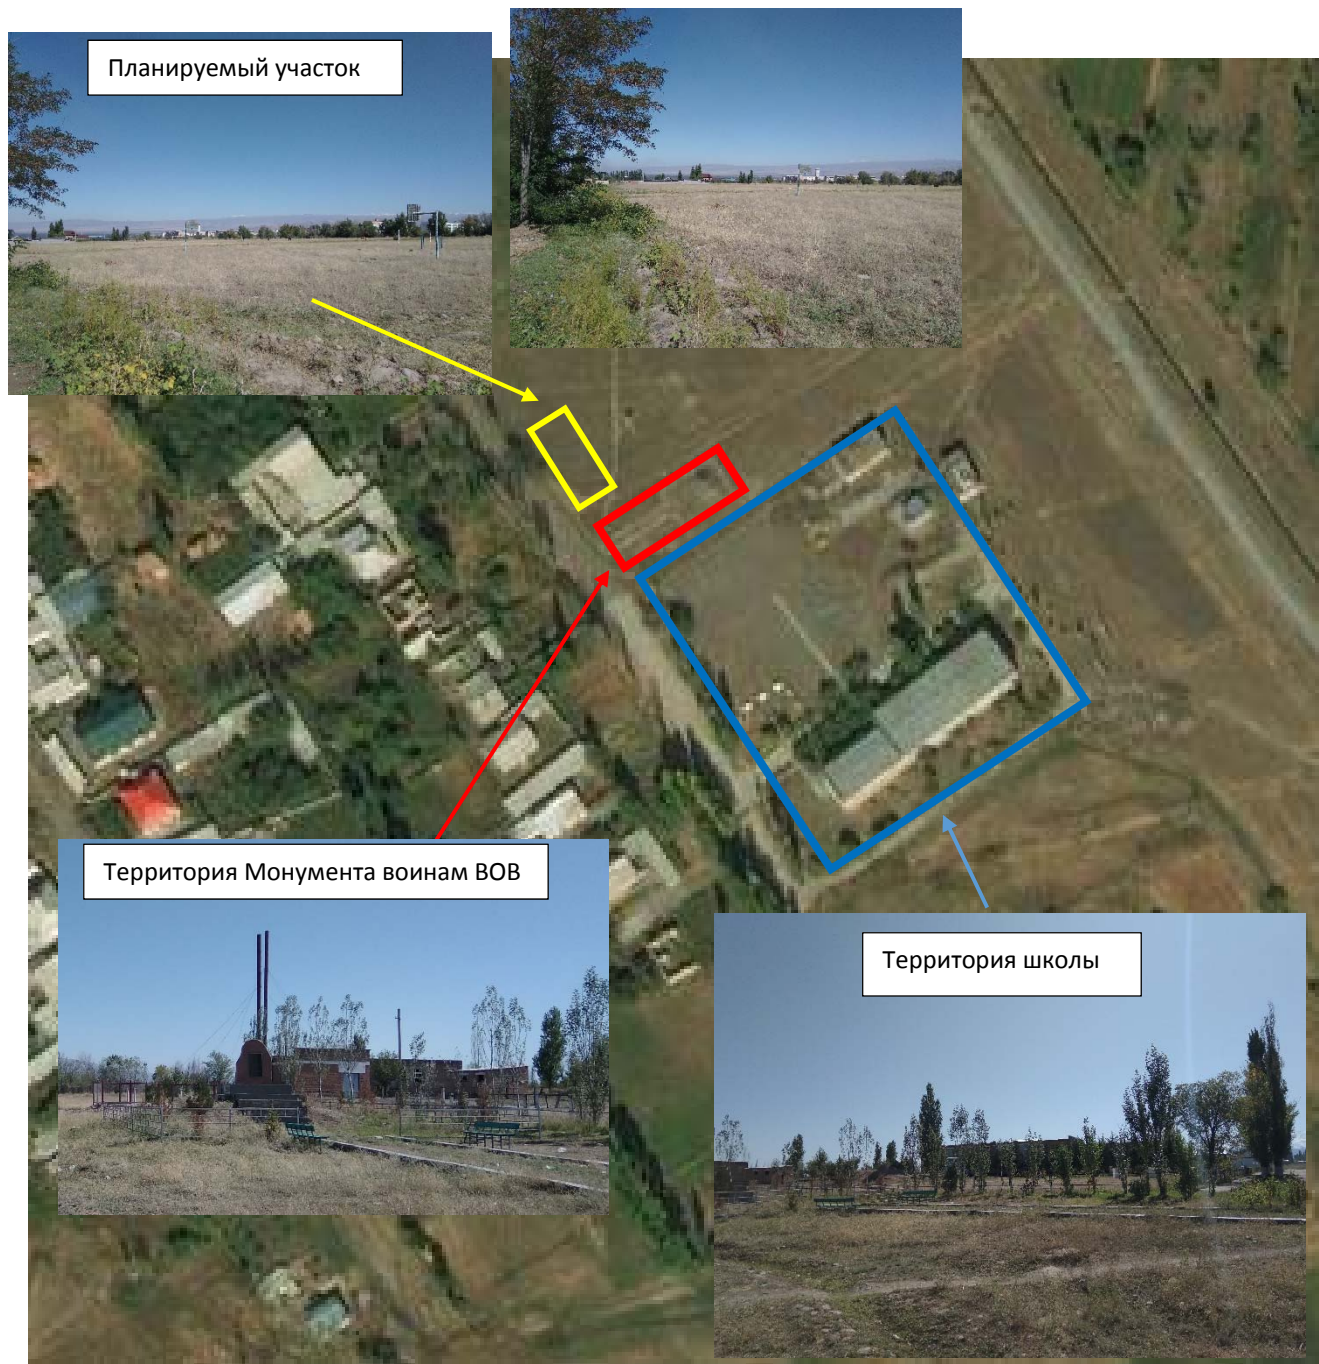 Планируемый участок
Территория Монумента воинам ВОВ
Территория школы